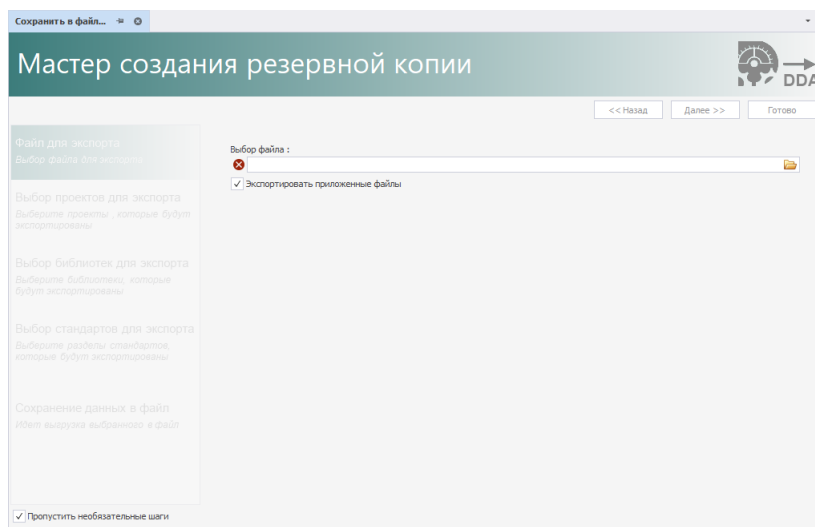 Сохранить в файл...
Мастер создания резервной копии
DDA
<< Назад
Далее >>
Готово
Файл для экспорта
Выбор файла для экспорта
Выбор файла :
Экспортировать приложенные файлы
Выбор проектов для экспорта
Выберите проекты , которые будут
экспортированы
Выбор библиотек для экспорта
Выберите библиотеки, которые
будут экспортированы
Выбор стандартов для экспорта
Выберите разделы стандартов,
которые будут экспортированы
Сохранение данных в файл
Идет выгрузка выбранного в файл
Пропустить необязательные шаги